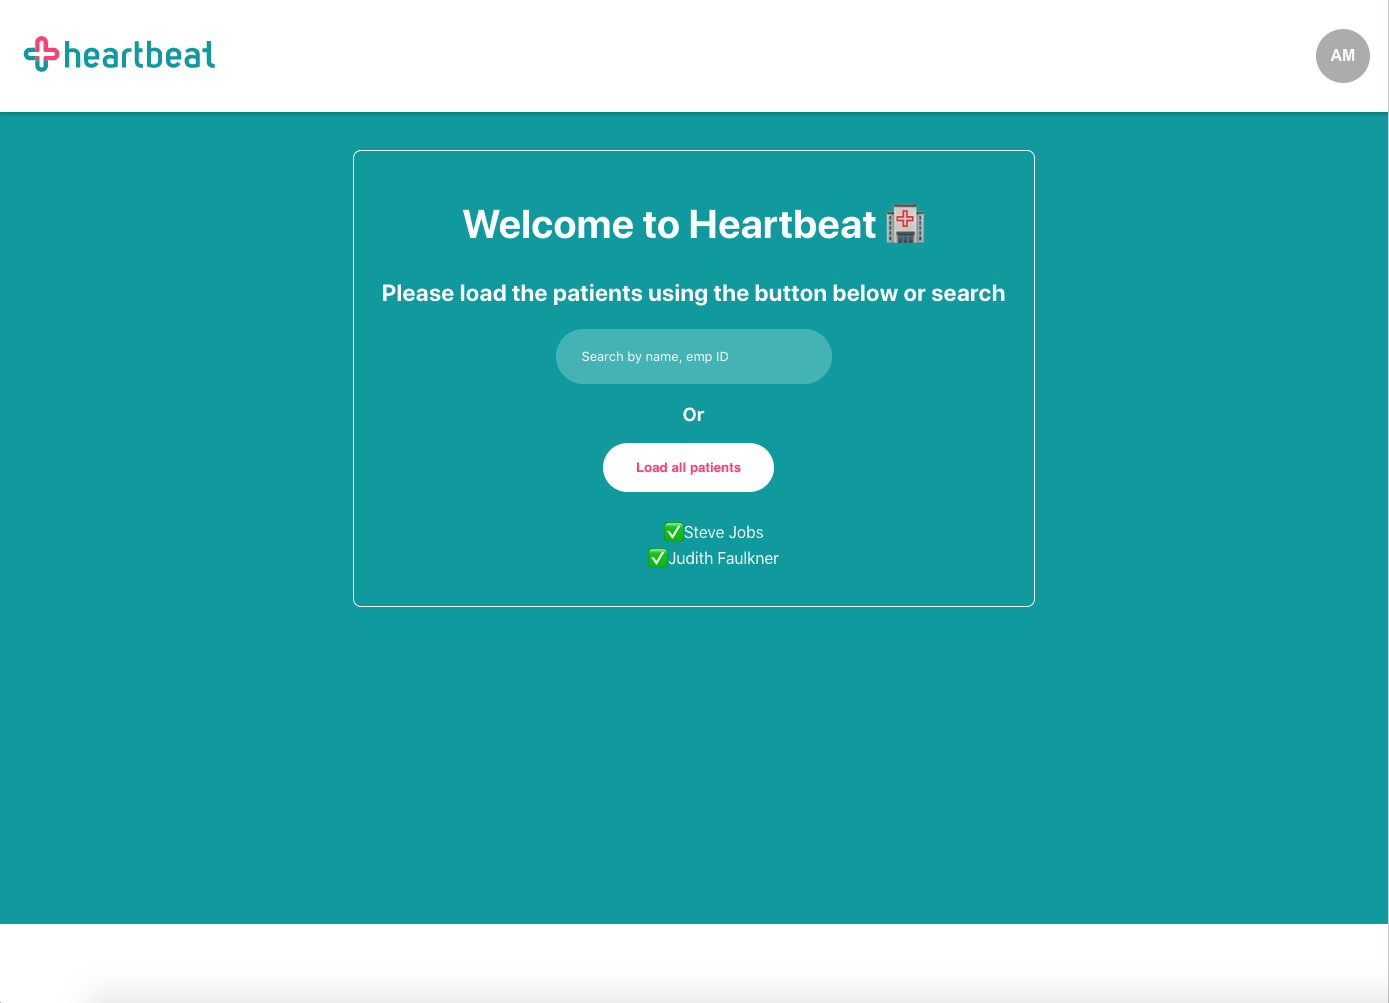 heartbeat
AM
Welcome to Heartbeat 🏥
Please load the patients using the button below or search
Search by name, emp ID
Or
Load all patients
✅Steve Jobs
✅Judith Faulkner